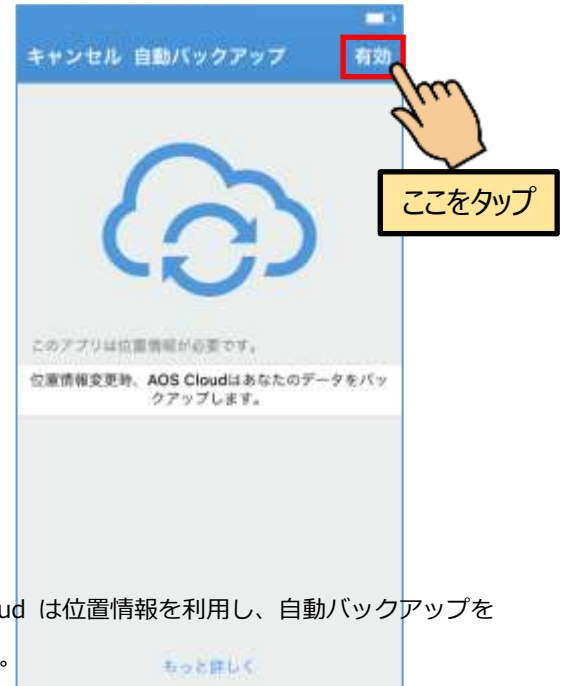 キャンセル 自動バックアップ 有効
ここをタップ
このアプリは位置情報が必要です。
位置情報変更時、AOS Cloudはあなたのデータをバッ
クアップします。
ud は位置情報を利用し、自動バックアップを
。
もっと詳しく